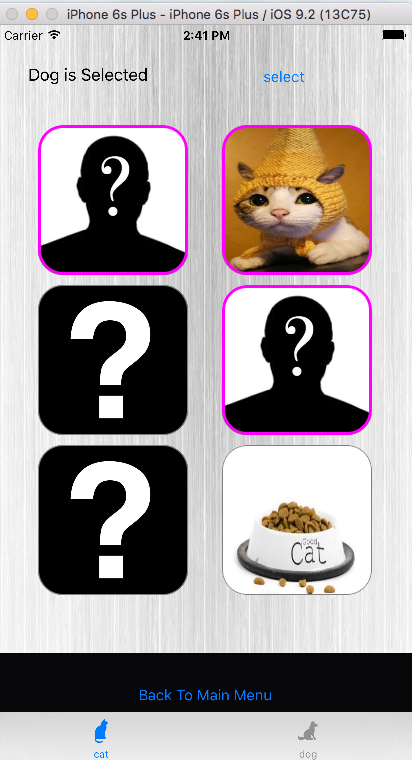 iPhone 6s Plus - iPhone 6s Plus / iOS 9.2 (13C75)
Carrier 2:41 PM
Dog is Selected select
?
?
?
?
Good
Cat
Back To Main Menu
cat dog